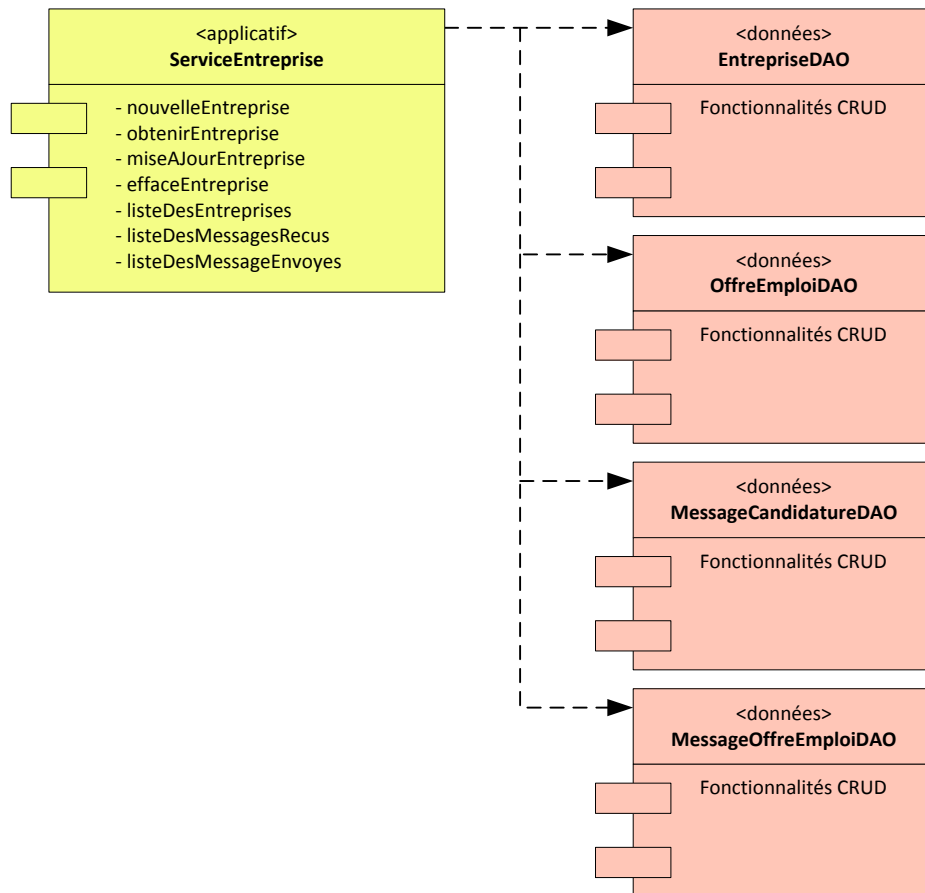 <applicatif>
ServiceEntreprise
- nouvelleEntreprise
- obtenirEntreprise
- miseAJourEntreprise
- effaceEntreprise
- listeDesEntreprises
- listeDesMessagesRecus
- listeDesMessageEnvoyes
<données>
EntrepriseDAO
Fonctionnalités CRUD
<données>
OffreEmploiDAO
Fonctionnalités CRUD
<données>
MessageCandidatureDAO
Fonctionnalités CRUD
<données>
MessageOffreEmploiDAO
Fonctionnalités CRUD